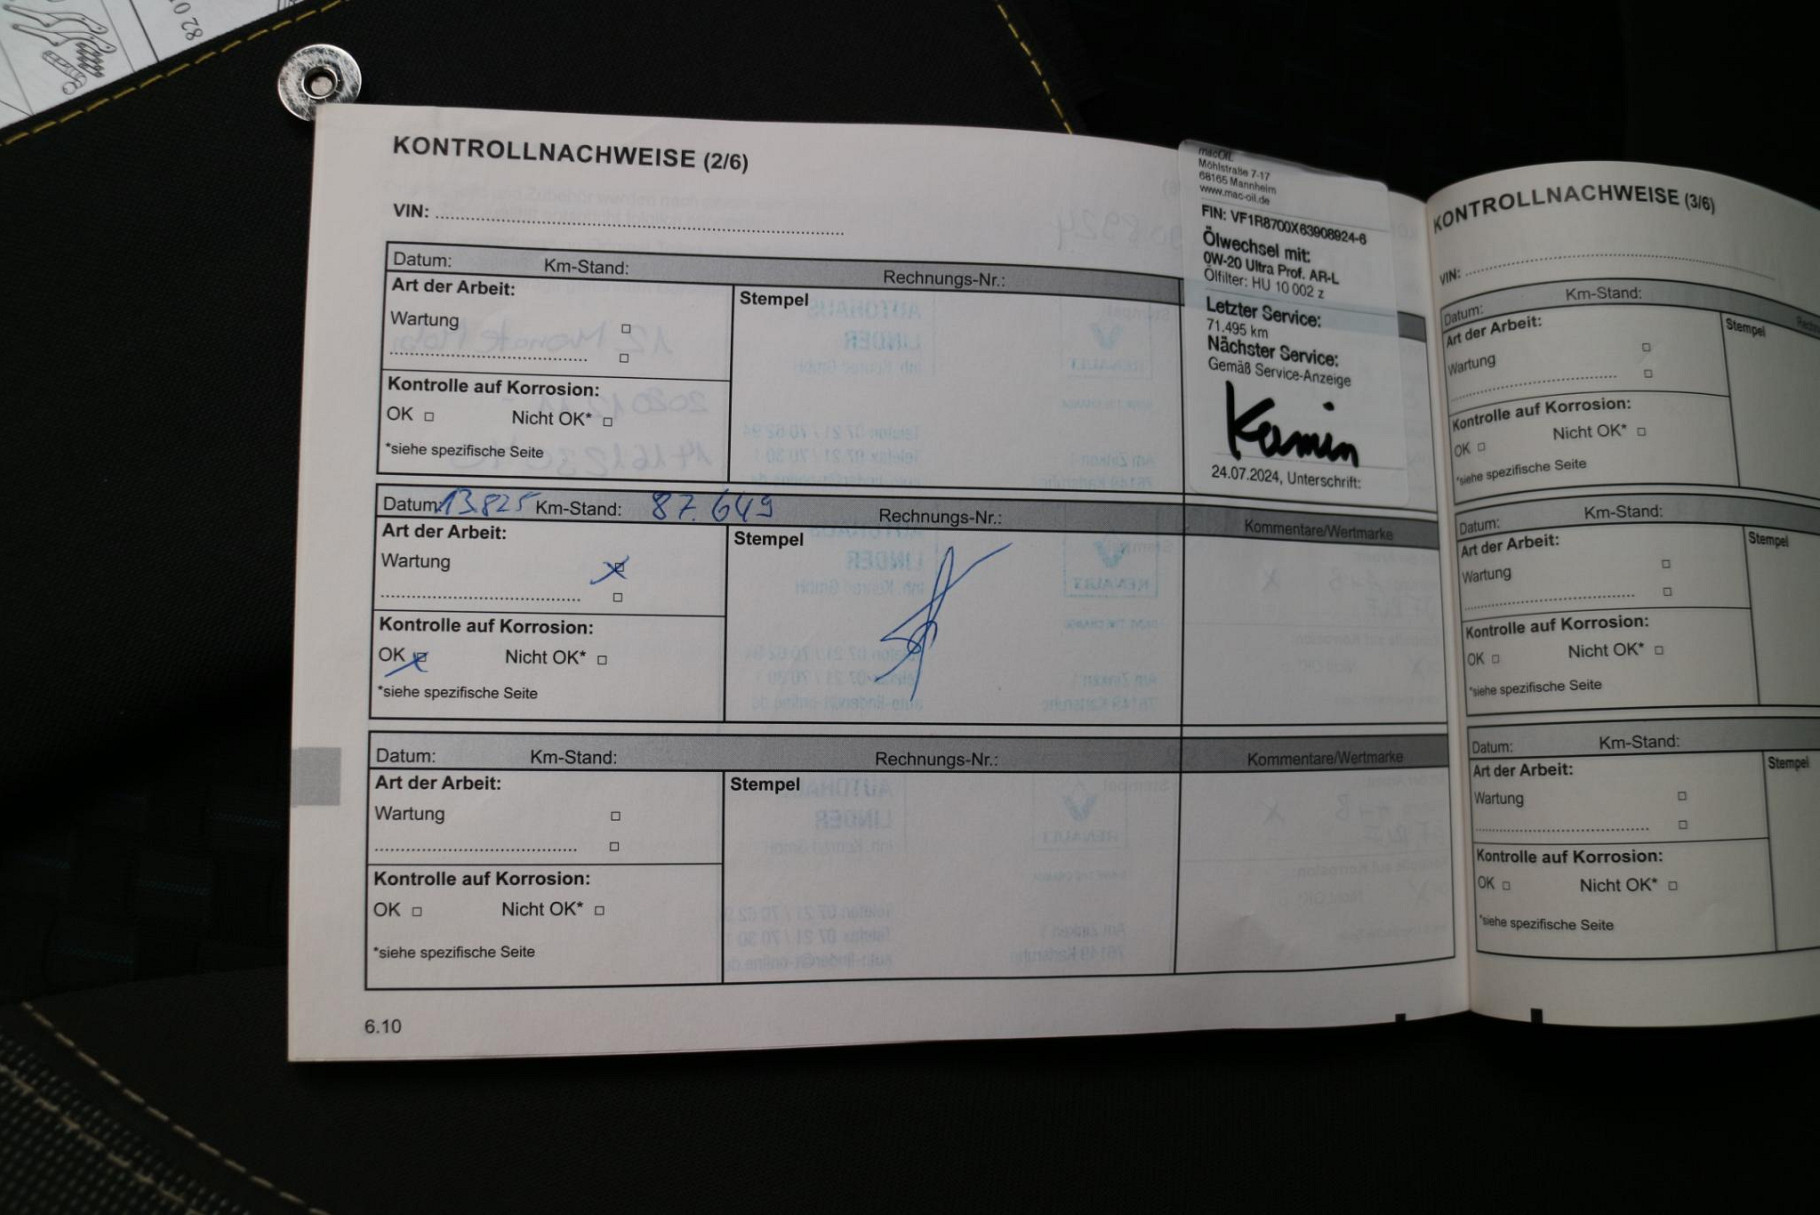 82 0
KONTROLLNACHWEISE (2/6)
VIN:
Datum: Km-Stand: Rechnungs-Nr.:
Art der Arbeit:
Wartung
Kontrolle auf Korrosion:
OK Nicht OK*
*siehe spezifische Seite
Stempel
macOIL
Möhlstraße 7-17
68165 Mannheim
www.mac-oil.de
FIN: VF1R8700X63908924-6
Ölwechsel mit:
0W-20 Ultra Prof. AR-L
Ölfilter: HU 10 002 z
Letzter Service:
71.495 km
Nächster Service:
Gemäß Service-Anzeige
Kamin
24.07.2024, Unterschrift:
Datum: 13.825 Km-Stand: 87.649 Rechnungs-Nr.: Kommentare/Wertmarke
Art der Arbeit:
Wartung
Kontrolle auf Korrosion:
OK Nicht OK*
*siehe spezifische Seite
Stempel
Datum: Km-Stand: Rechnungs-Nr.: Kommentare/Wertmarke
Art der Arbeit:
Wartung
Kontrolle auf Korrosion:
OK Nicht OK*
*siehe spezifische Seite
Stempel
6.10
KONTROLLNACHWEISE (3/6)
VIN:
Datum: Km-Stand:
Art der Arbeit:
Wartung
Kontrolle auf Korrosion:
OK Nicht OK*
*siehe spezifische Seite
Stempel
Datum: Km-Stand:
Art der Arbeit:
Wartung
Kontrolle auf Korrosion:
OK Nicht OK*
*siehe spezifische Seite
Stempel
Datum: Km-Stand:
Art der Arbeit:
Wartung
Kontrolle auf Korrosion:
OK Nicht OK*
*siehe spezifische Seite
Stempel